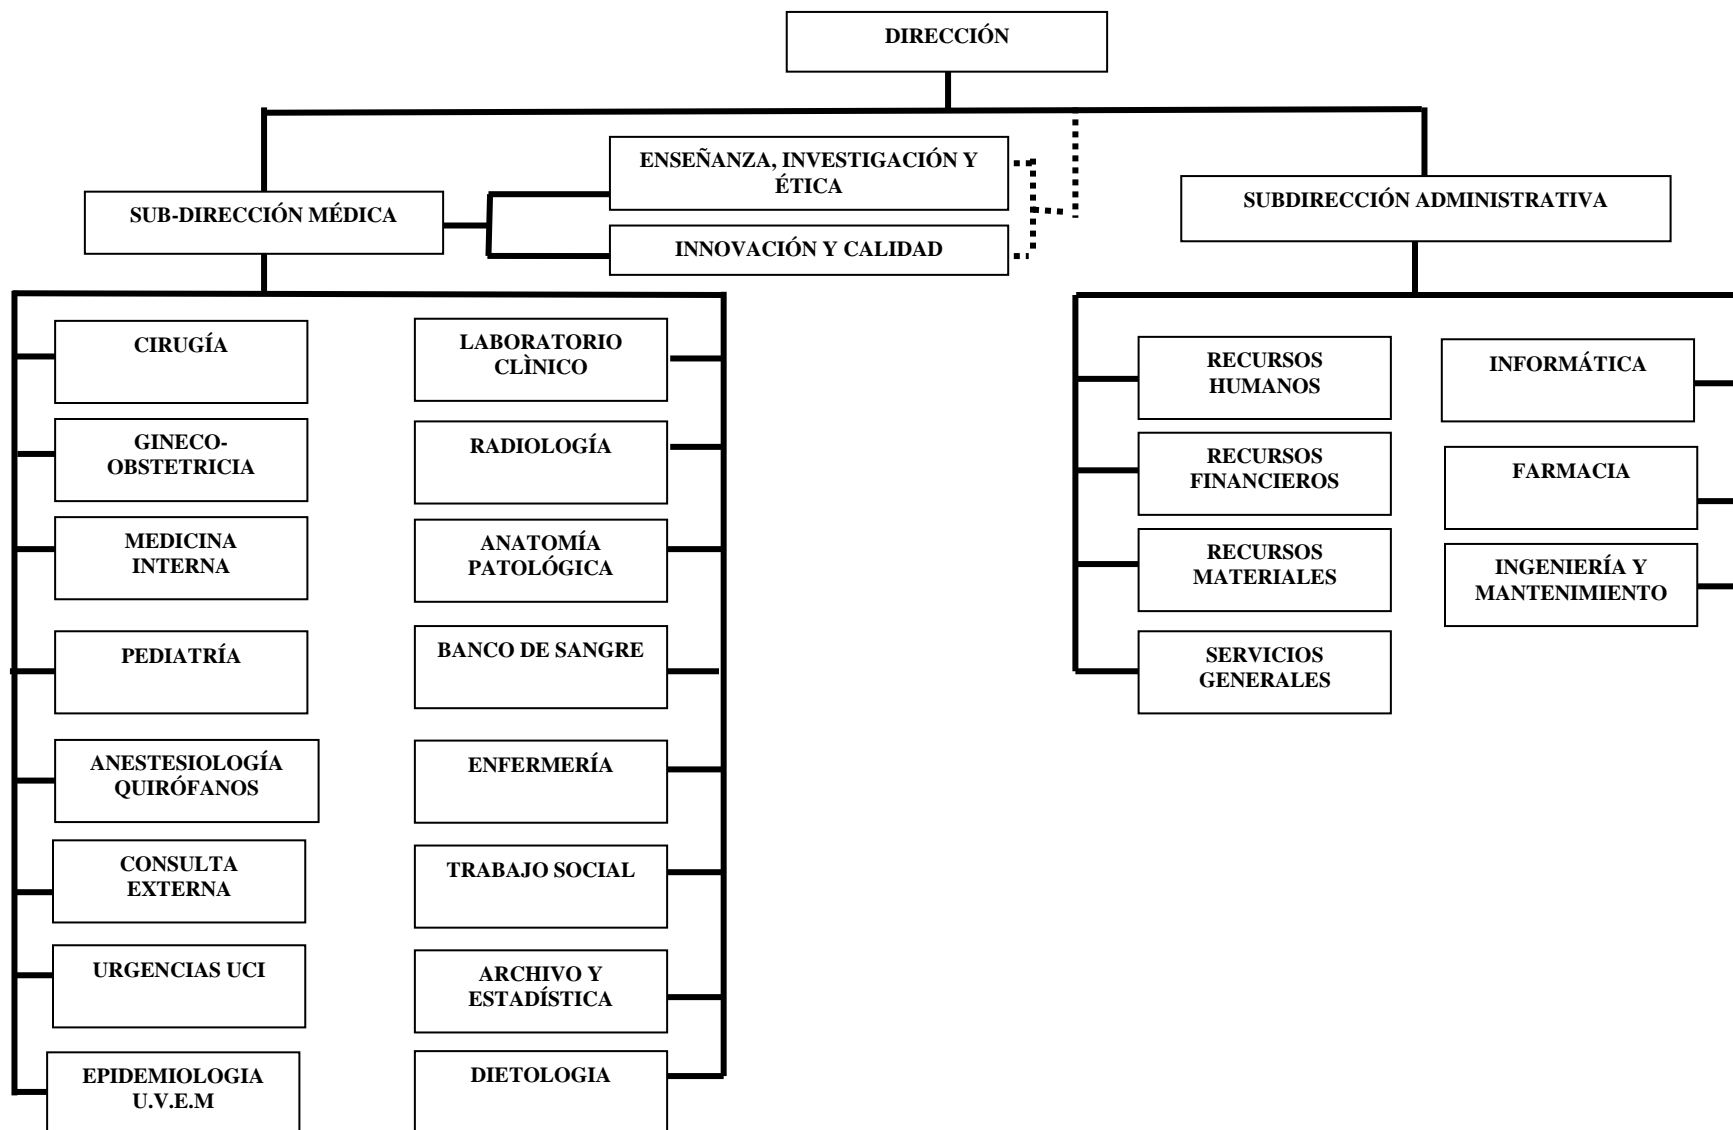 DIRECCIÓN
ENSEÑANZA, INVESTIGACIÓN Y
ÉTICA
SUB-DIRECCIÓN MÉDICA
INNOVACIÓN Y CALIDAD
SUBDIRECCIÓN ADMINISTRATIVA
CIRUGÍA
GINECO-
OBSTETRICIA
MEDICINA
INTERNA
PEDIATRÍA
ANESTESIOLOGÍA
QUIRÓFANOS
CONSULTA
EXTERNA
URGENCIAS UCI
EPIDEMIOLOGIA
U.V.E.M
LABORATORIO
CLÌNICO
RADIOLOGÍA
ANATOMÍA
PATOLÓGICA
BANCO DE SANGRE
ENFERMERÍA
TRABAJO SOCIAL
ARCHIVO Y
ESTADÍSTICA
DIETOLOGIA
RECURSOS
HUMANOS
RECURSOS
FINANCIEROS
RECURSOS
MATERIALES
SERVICIOS
GENERALES
INFORMÁTICA
FARMACIA
INGENIERÍA Y
MANTENIMIENTO